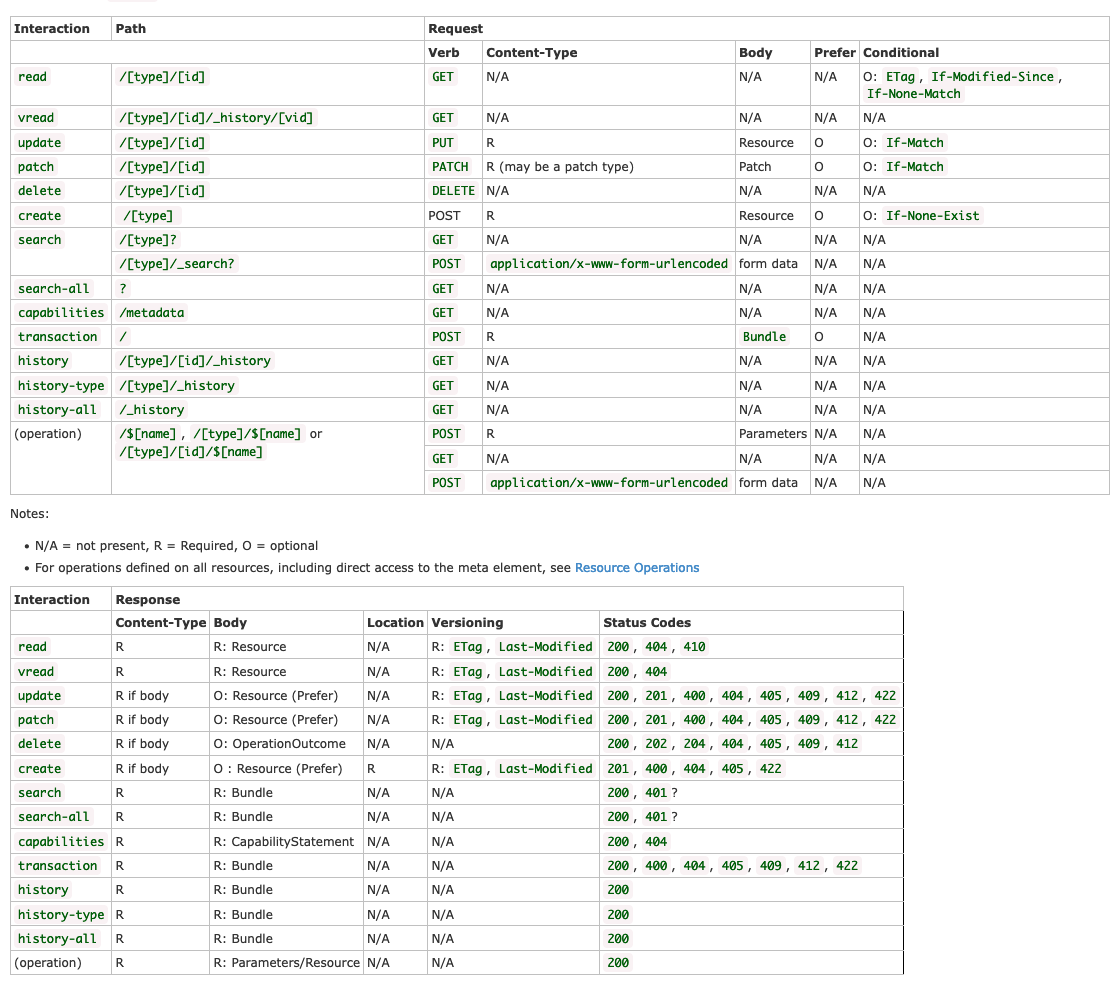 Interaction Path Request
Verb Content-Type Body Prefer Conditional
read /[type]/[id] GET N/A N/A N/A O: ETag, If-Modified-Since,
If-None-Match
vread /[type]/[id]/_history/[vid] GET N/A N/A N/A N/A
update /[type]/[id] PUT R Resource O O: If-Match
patch /[type]/[id] PATCH R (may be a patch type) Patch O O: If-Match
delete /[type]/[id] DELETE N/A N/A N/A N/A
create /[type] POST R Resource O O: If-None-Exist
search /[type]? GET N/A N/A N/A N/A
/[type]/_search? POST application/x-www-form-urlencoded form data N/A N/A
search-all ? GET N/A N/A N/A N/A
capabilities /metadata GET N/A N/A N/A N/A
transaction / POST R Bundle O N/A
history /[type]/[id]/_history GET N/A N/A N/A N/A
history-type /[type]/_history GET N/A N/A N/A N/A
history-all /_history GET N/A N/A N/A N/A
(operation) /$[name], /[type]/$[name] or POST R Parameters N/A N/A
/[type]/[id]/$[name]
GET N/A N/A N/A N/A
POST application/x-www-form-urlencoded form data N/A N/A
Notes:
• N/A = not present, R = Required, O = optional
• For operations defined on all resources, including direct access to the meta element, see Resource Operations
Interaction Response
Content-Type Body Location Versioning Status Codes
read R R: Resource N/A R: ETag, Last-Modified 200, 404, 410
vread R R: Resource N/A R: ETag, Last-Modified 200, 404
update R if body O: Resource (Prefer) N/A R: ETag, Last-Modified 200, 201, 400, 404, 405, 409, 412, 422
patch R if body O: Resource (Prefer) N/A R: ETag, Last-Modified 200, 201, 400, 404, 405, 409, 412, 422
delete R if body O: OperationOutcome N/A N/A 200, 202, 204, 404, 405, 409, 412
create R if body O : Resource (Prefer) R R: ETag, Last-Modified 201, 400, 404, 405, 422
search R R: Bundle N/A N/A 200, 401?
search-all R R: Bundle N/A N/A 200, 401?
capabilities R R: CapabilityStatement N/A N/A 200, 404
transaction R R: Bundle N/A N/A 200, 400, 404, 405, 409, 412, 422
history R R: Bundle N/A N/A 200
history-type R R: Bundle N/A N/A 200
history-all R R: Bundle N/A N/A 200
(operation) R R: Parameters/Resource N/A N/A 200